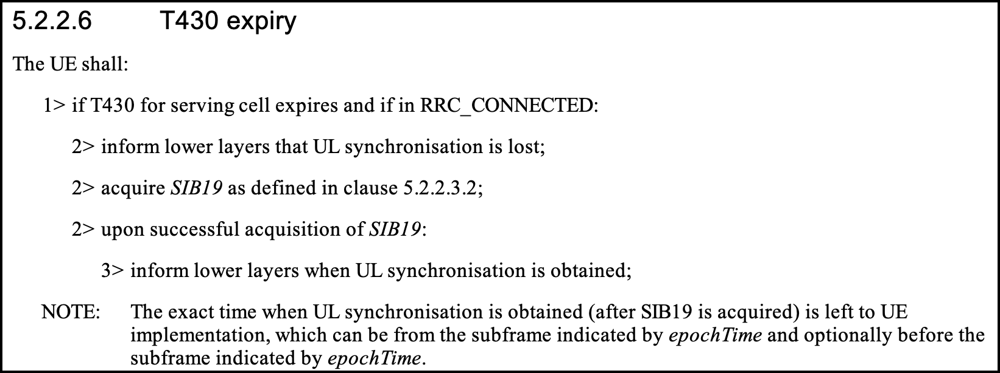 5.2.2.6 T430 expiry
The UE shall:
1> if T430 for serving cell expires and if in RRC_CONNECTED:
2> inform lower layers that UL synchronisation is lost;
2> acquire SIB19 as defined in clause 5.2.2.3.2;
2> upon successful acquisition of SIB19:
3> inform lower layers when UL synchronisation is obtained;
NOTE: The exact time when UL synchronisation is obtained (after SIB19 is acquired) is left to UE
implementation, which can be from the subframe indicated by epochTime and optionally before the
subframe indicated by epochTime.